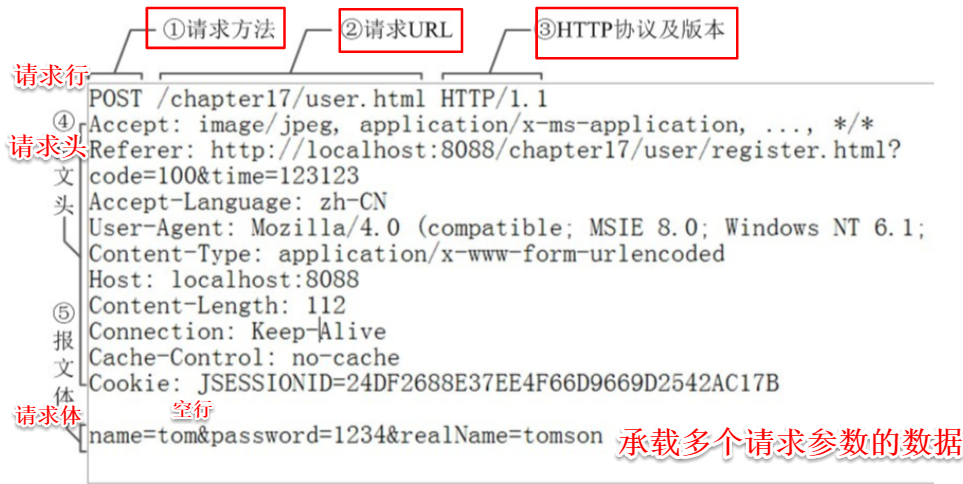 ①请求方法 ②请求URL ③HTTP协议及版本
请求行
POST /chapter17/user.html HTTP/1.1
④ Accept: image/jpeg, application/x-ms-application, ..., */*
请求头 Referer: http://localhost:8088/chapter17/user/register.html?
文 code=100&time=123123
头 Accept-Language: zh-CN
User-Agent: Mozilla/4.0 (compatible; MSIE 8.0; Windows NT 6.1;
Content-Type: application/x-www-form-urlencoded
Host: localhost:8088
⑤ Content-Length: 112
报 Connection: Keep-Alive
文 Cache-Control: no-cache
体 Cookie: JSESSIONID=24DF2688E37EE4F66D9669D2542AC17B
请求体 空行
name=tom&password=1234&realName=tomson 承载多个请求参数的数据